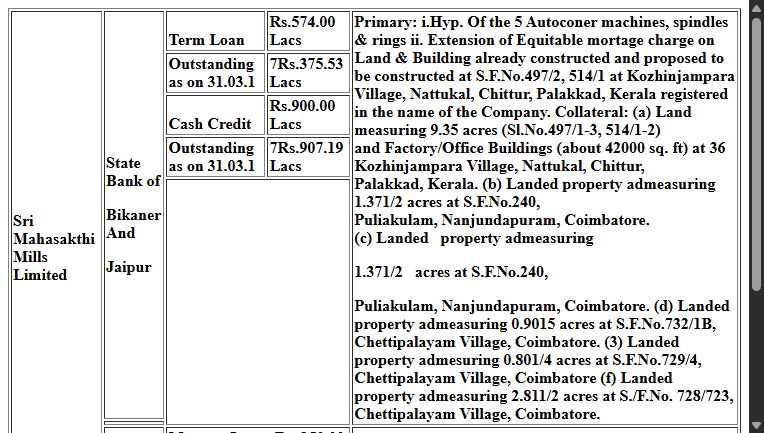 Sri
Mahasakthi
Mills
Limited
State
Bank of
Bikaner
And
Jaipur
Term Loan
Rs.574.00
Lacs
Outstanding
as on 31.03.1
7Rs.375.53
Lacs
Cash Credit
Rs.900.00
Lacs
Outstanding
as on 31.03.1
7Rs.907.19
Lacs
Primary: i.Hyp. Of the 5 Autoconer machines, spindles
& rings ii. Extension of Equitable mortage charge on
Land & Building already constructed and proposed to
be constructed at S.F.No.497/2, 514/1 at Kozhinjampara
Village, Nattukal, Chittur, Palakkad, Kerala registered
in the name of the Company. Collateral: (a) Land
measuring 9.35 acres (Sl.No.497/1-3, 514/1-2)
and Factory/Office Buildings (about 42000 sq. ft) at 36
Kozhinjampara Village, Nattukal, Chittur,
Palakkad, Kerala. (b) Landed property admeasuring
1.371/2 acres at S.F.No.240,
Puliakulam, Nanjundapuram, Coimbatore.
(c) Landed property admeasuring
1.371/2 acres at S.F.No.240,
Puliakulam, Nanjundapuram, Coimbatore. (d) Landed
property admeasuring 0.9015 acres at S.F.No.732/1B,
Chettipalayam Village, Coimbatore. (3) Landed
property admesuring 0.801/4 acres at S.F.No.729/4,
Chettipalayam Village, Coimbatore (f) Landed
property admeasuring 2.811/2 acres at S./F.No. 728/723,
Chettipalayam Village, Coimbatore.